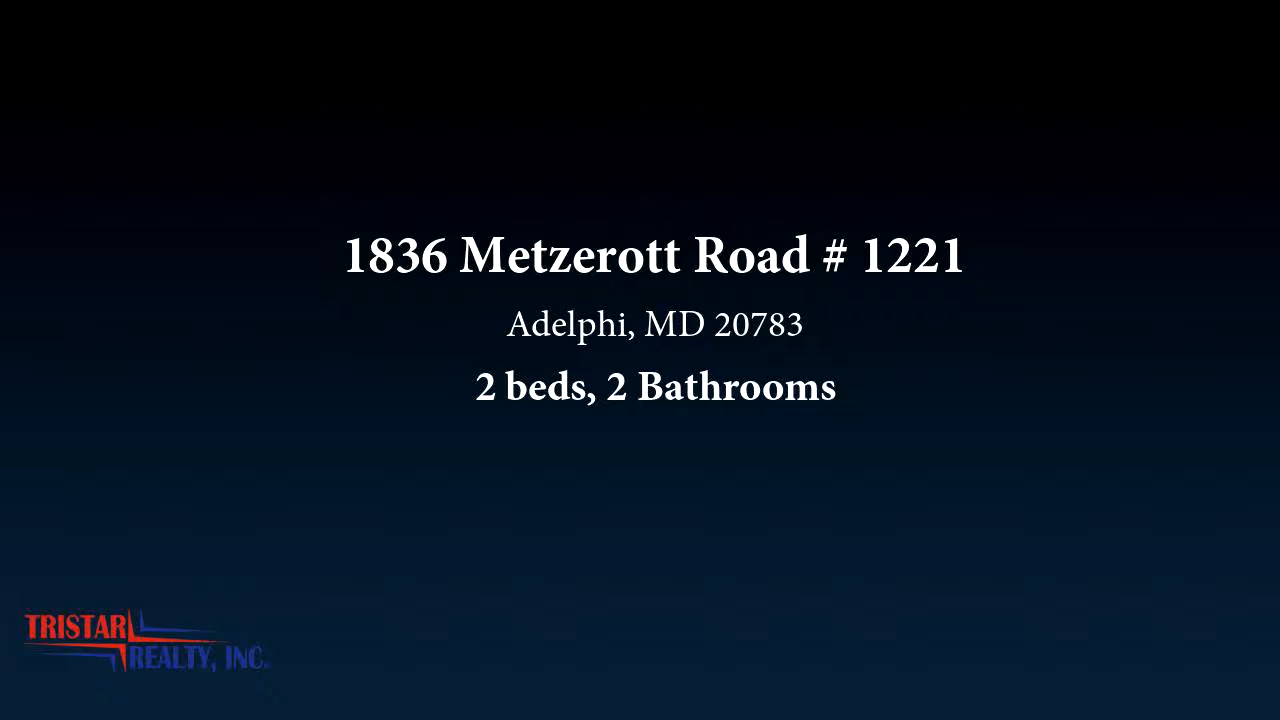 1836 Metzerott Road # 1221
Adelphi, MD 20783
2 beds, 2 Bathrooms
TRISTAR
REALTY, INC.